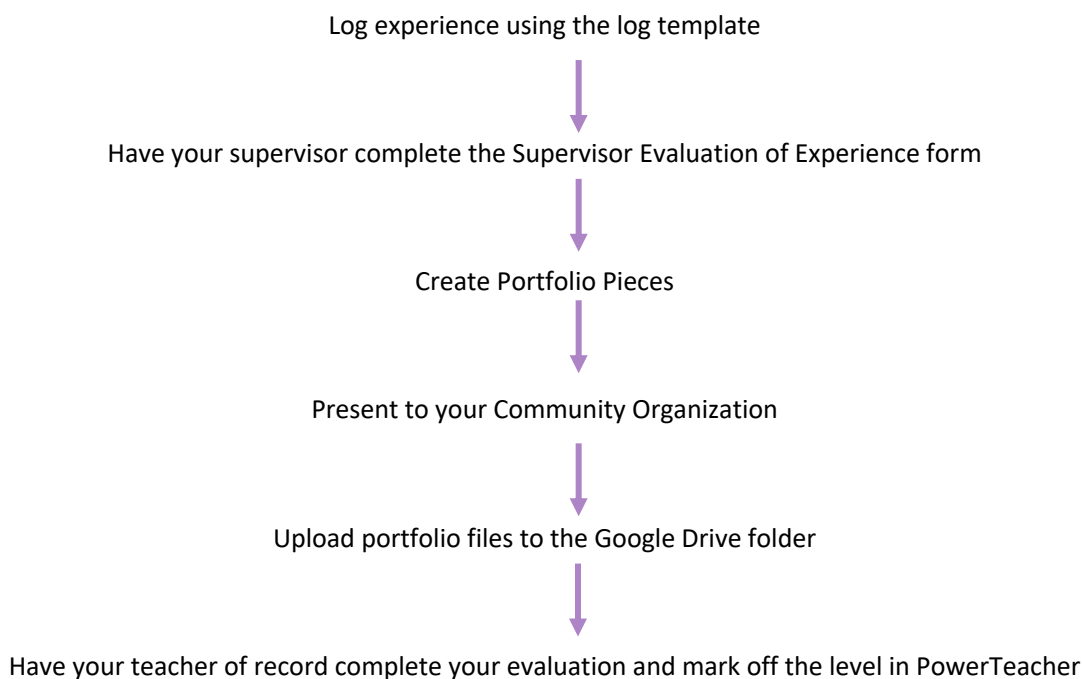 Log experience using the log template
Have your supervisor complete the Supervisor Evaluation of Experience form
Create Portfolio Pieces
Present to your Community Organization
Upload portfolio files to the Google Drive folder
Have your teacher of record complete your evaluation and mark off the level in PowerTeacher